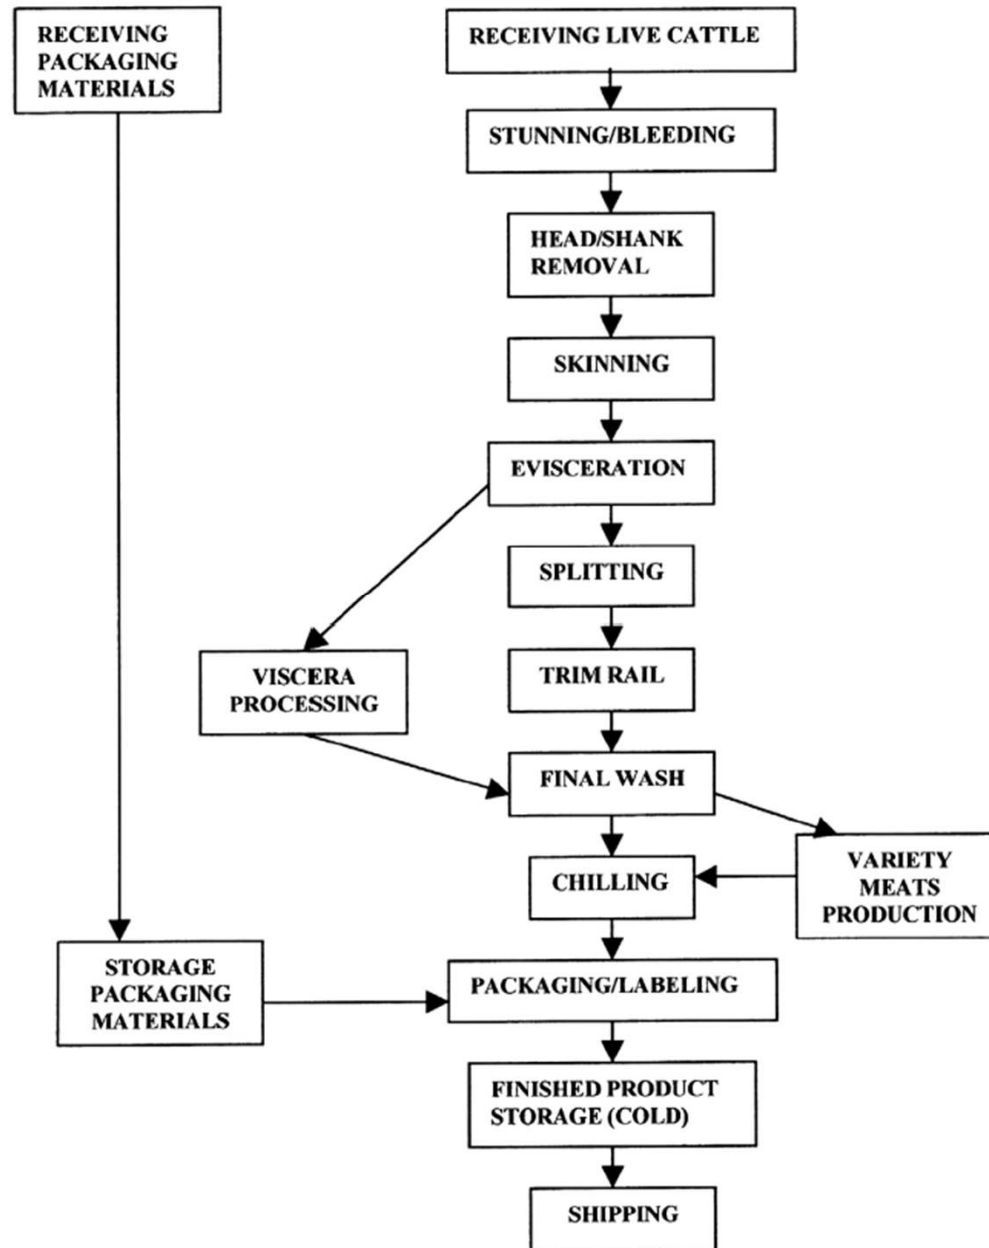 RECEIVING
PACKAGING
MATERIALS
RECEIVING LIVE CATTLE
STUNNING/BLEEDING
HEAD/SHANK
REMOVAL
SKINNING
EVISCERATION
SPLITTING
VISCERA
PROCESSING
TRIM RAIL
FINAL WASH
VARIETY
MEATS
PRODUCTION
CHILLING
STORAGE
PACKAGING
MATERIALS
PACKAGING/LABELING
FINISHED PRODUCT
STORAGE (COLD)
SHIPPING